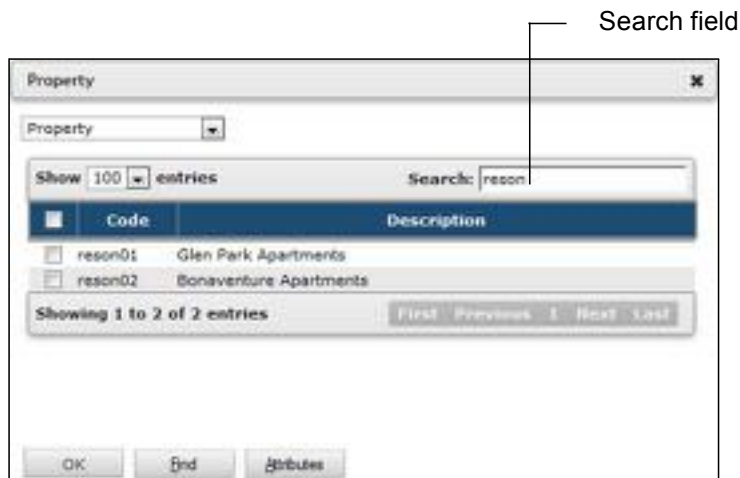 Search field
Property
Property
Show 100 entries Search: reson
Code Description
reson01 Glen Park Apartments
reson02 Bonaventure Apartments
Showing 1 to 2 of 2 entries First Previous 1 Next Last
OK Find Attributes